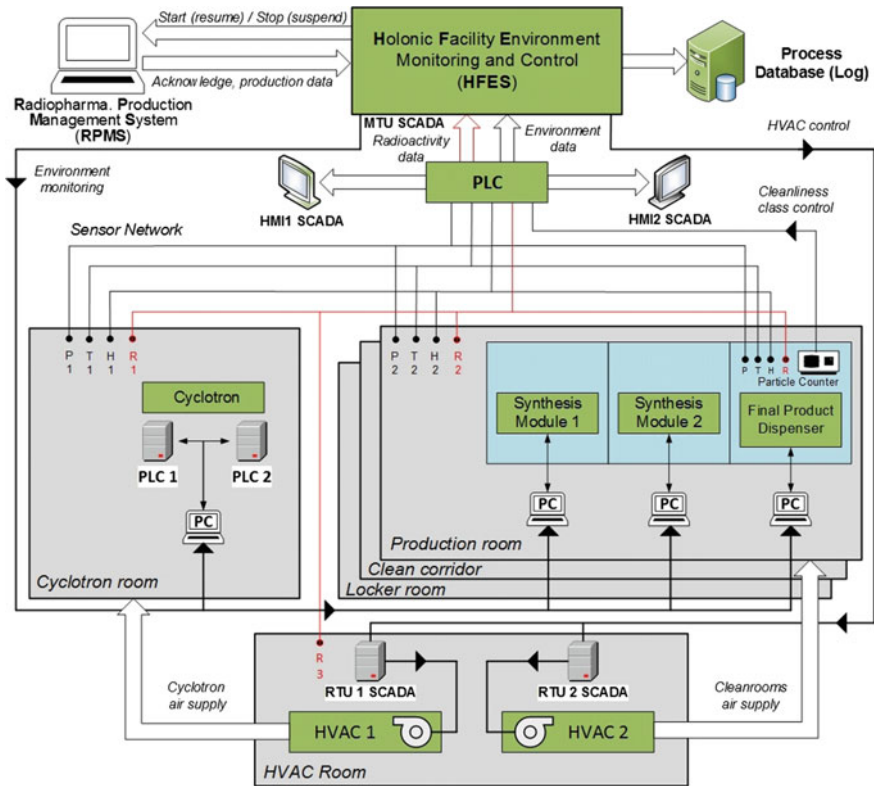 Start (resume) / Stop (suspend)
Acknowledge, production data
Radiopharma. Production
Management System
(RPMS)
Holonic Facility Environment
Monitoring and Control
(HFES)
Process
Database (Log)
MTU SCADA
Radioactivity
data
Environment
data
HVAC control
Environment
monitoring
HMI1 SCADA
PLC
HMI2 SCADA
Cleanliness
class control
Sensor Network
P
1
T
1
H
1
R
1
Cyclotron
PLC 1
PLC 2
PC
Cyclotron room
P
2
T
2
H
2
R
2
P T H R
Particle Counter
Synthesis
Module 1
Synthesis
Module 2
Final Product
Dispenser
PC
PC
PC
Production room
Clean corridor
Locker room
R
3
RTU 1 SCADA
RTU 2 SCADA
Cyclotron
air supply
Cleanrooms
air supply
HVAC 1
HVAC 2
HVAC Room